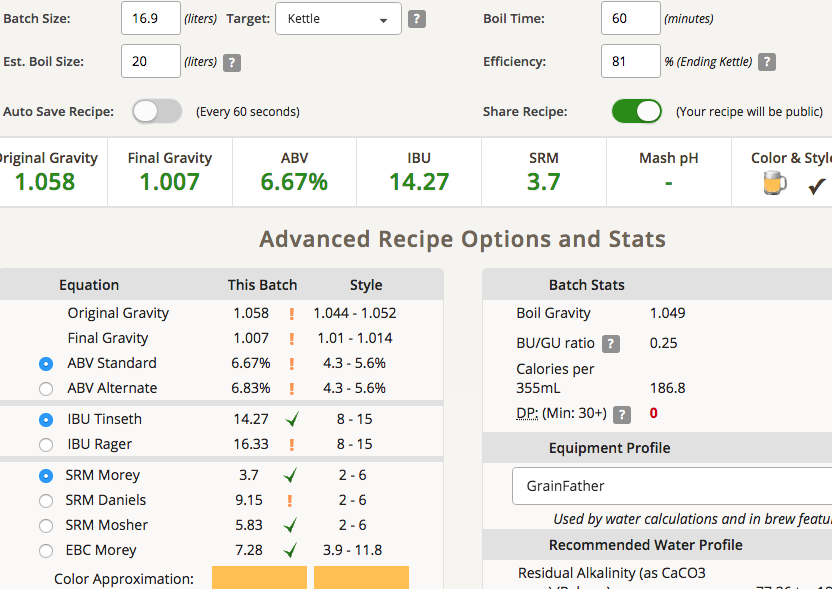 Batch Size: 16.9 (liters) Target: Kettle ? Boil Time: 60 (minutes)
Est. Boil Size: 20 (liters) ? Efficiency: 81 % (Ending Kettle) ?
Auto Save Recipe: (Every 60 seconds) Share Recipe: (Your recipe will be public)
Original Gravity Final Gravity ABV IBU SRM Mash pH Color & Style
1.058 1.007 6.67% 14.27 3.7 -
Advanced Recipe Options and Stats
Equation This Batch Style
Original Gravity 1.058 ! 1.044 - 1.052
Final Gravity 1.007 ! 1.01 - 1.014
ABV Standard 6.67% ! 4.3 - 5.6%
ABV Alternate 6.83% ! 4.3 - 5.6%
IBU Tinseth 14.27 8 - 15
IBU Rager 16.33 ! 8 - 15
SRM Morey 3.7 2 - 6
SRM Daniels 9.15 ! 2 - 6
SRM Mosher 5.83 2 - 6
EBC Morey 7.28 3.9 - 11.8
Color Approximation:
Batch Stats
Boil Gravity 1.049
BU/GU ratio ? 0.25
Calories per
355mL 186.8
DP: (Min: 30+) ? 0
Equipment Profile
GrainFather
Used by water calculations and in brew featu
Recommended Water Profile
Residual Alkalinity (as CaCO3